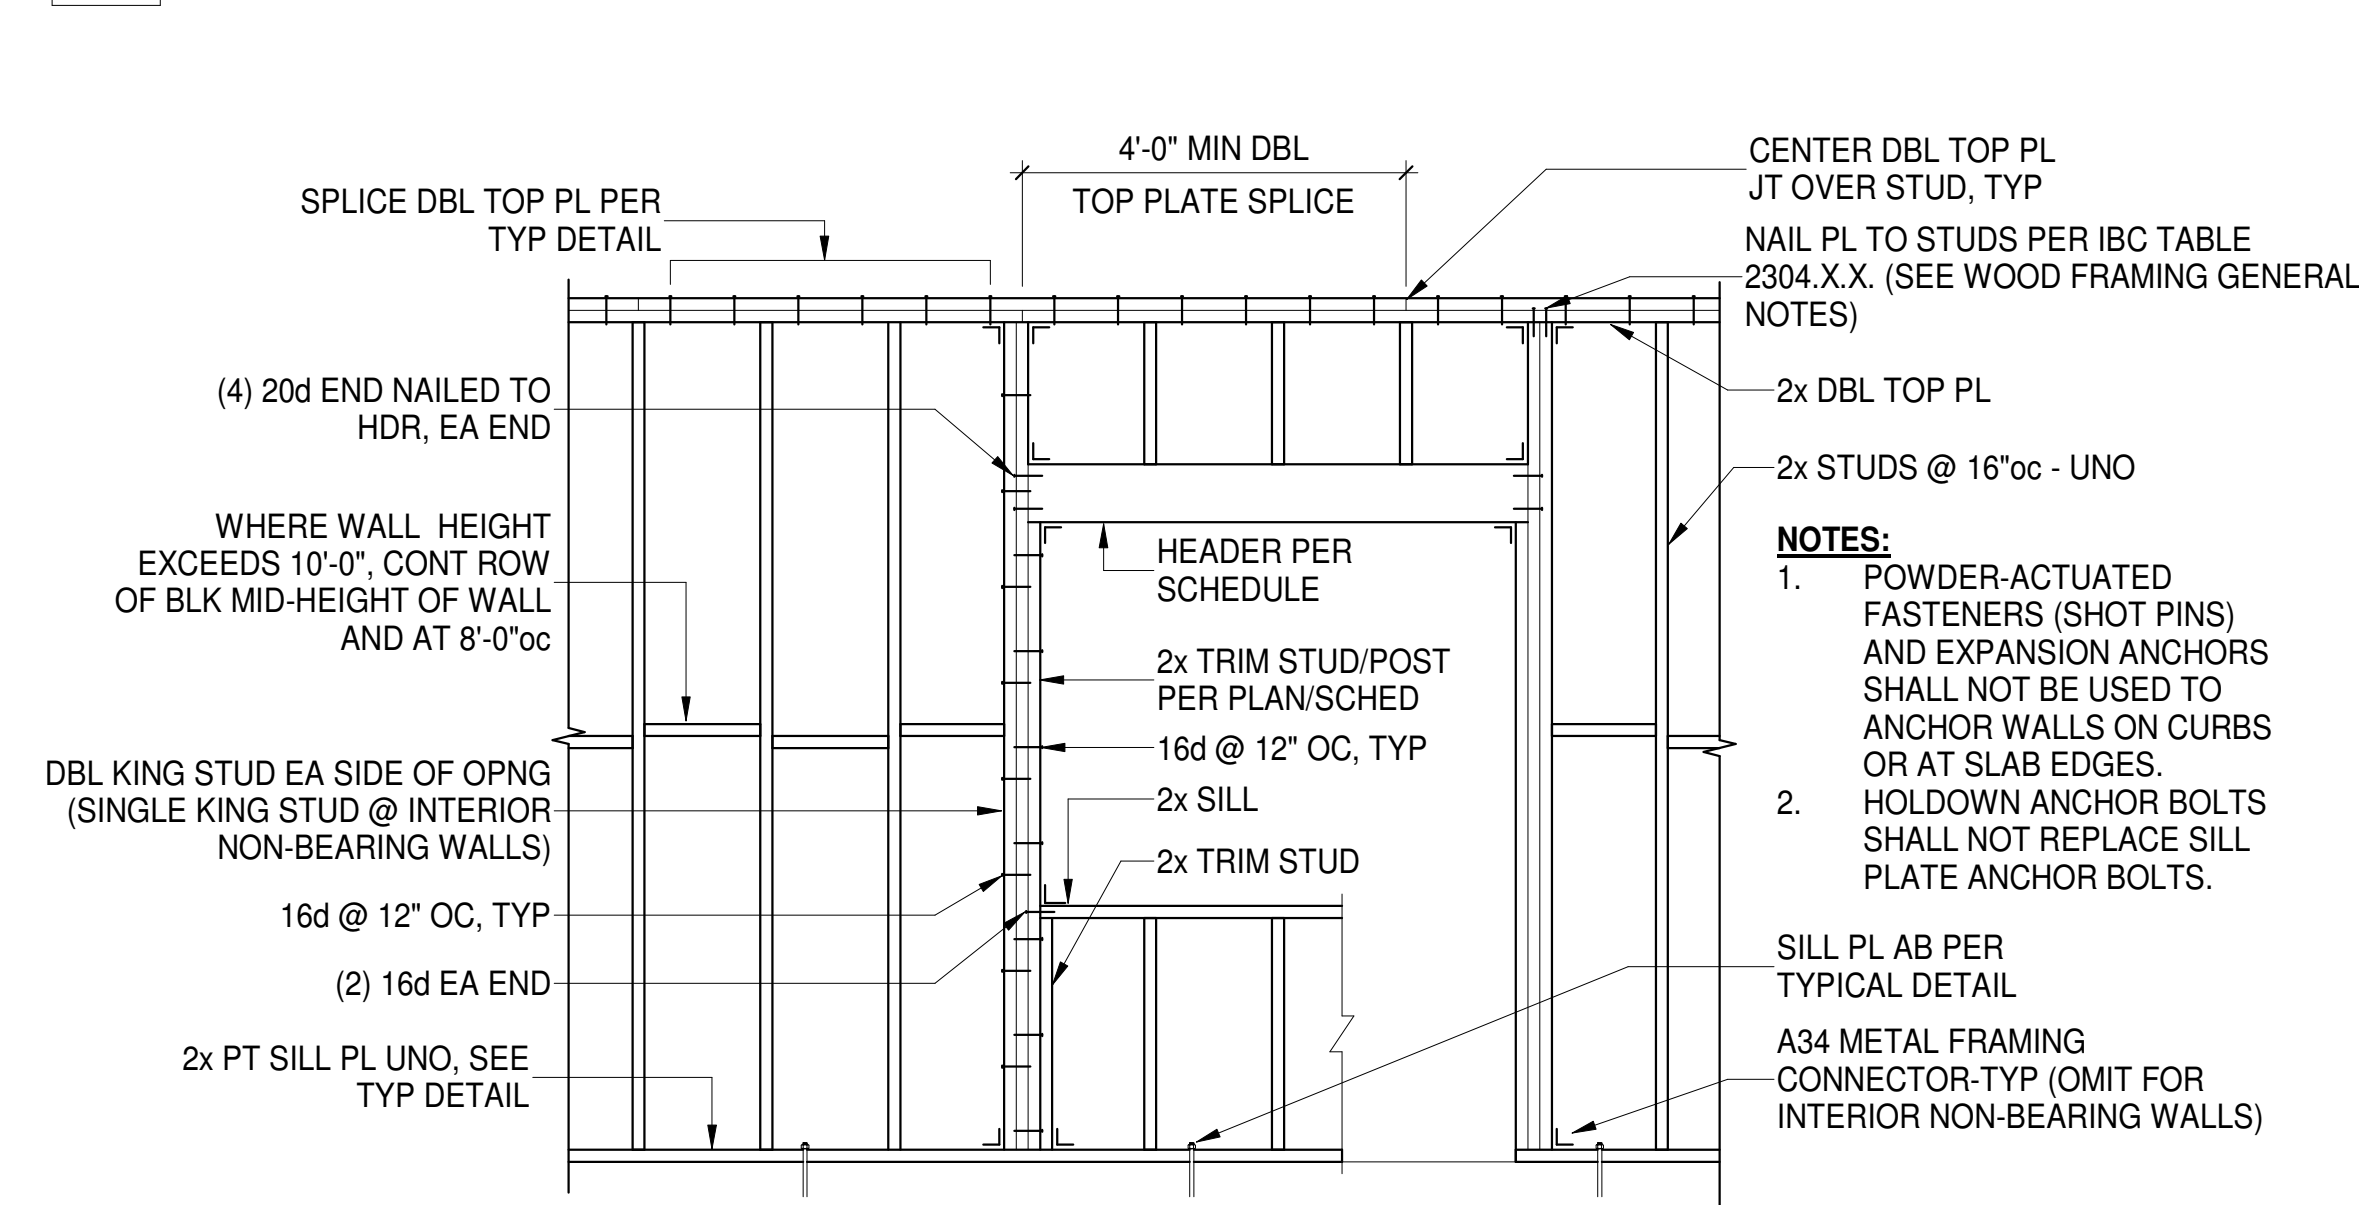 4'-0" MIN DBL
TOP PLATE SPLICE
SPLICE DBL TOP PL PER
TYP DETAIL
(4) 20d END NAILED TO
HDR, EA END
WHERE WALL  HEIGHT
EXCEEDS 10'-0", CONT ROW
OF BLK MID-HEIGHT OF WALL
AND AT 8'-0"oc
DBL KING STUD EA SIDE OF OPNG
(SINGLE KING STUD @ INTERIOR
NON-BEARING WALLS)
16d @ 12" OC, TYP
(2) 16d EA END
2x PT SILL PL UNO, SEE
TYP DETAIL
HEADER PER
SCHEDULE
2x TRIM STUD/POST
PER PLAN/SCHED
16d @ 12" OC, TYP
2x SILL
2x TRIM STUD
CENTER DBL TOP PL
JT OVER STUD, TYP
NAIL PL TO STUDS PER IBC TABLE
2304.X.X. (SEE WOOD FRAMING GENERAL
NOTES)
2x DBL TOP PL
2x STUDS @ 16"oc - UNO
NOTES:
1. POWDER-ACTUATED
FASTENERS (SHOT PINS)
AND EXPANSION ANCHORS
SHALL NOT BE USED TO
ANCHOR WALLS ON CURBS
OR AT SLAB EDGES.
2. HOLDOWN ANCHOR BOLTS
SHALL NOT REPLACE SILL
PLATE ANCHOR BOLTS.
SILL PL AB PER
TYPICAL DETAIL
A34 METAL FRAMING
CONNECTOR-TYP (OMIT FOR
INTERIOR NON-BEARING WALLS)